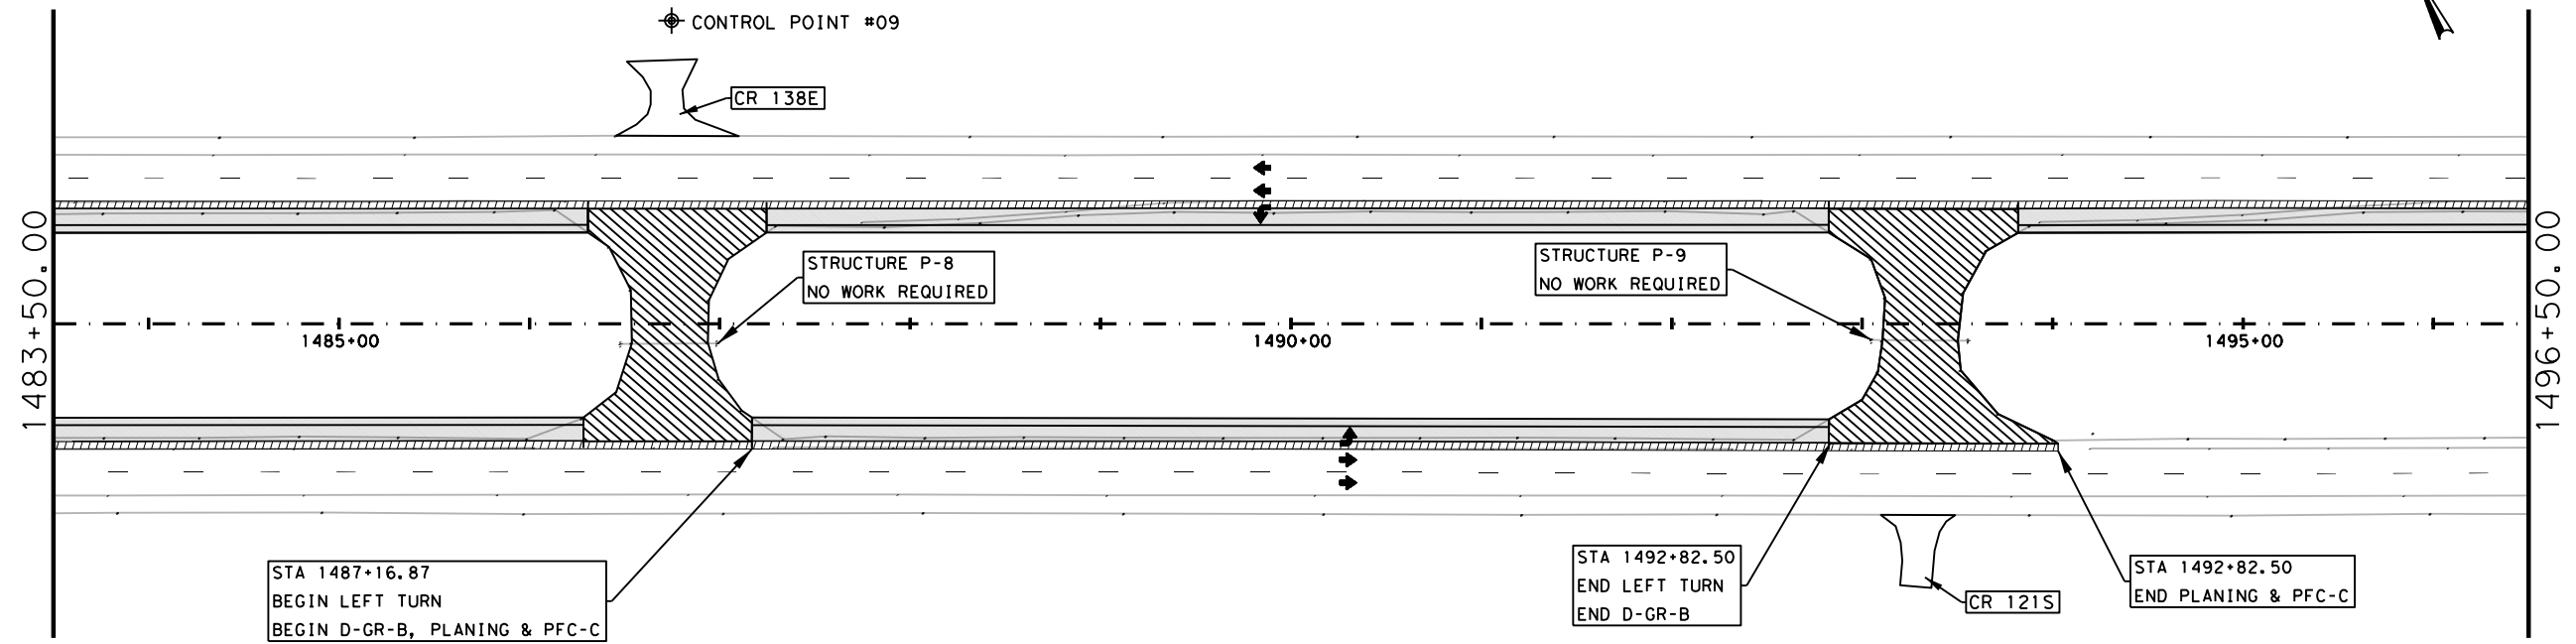 CONTROL POINT #09
CR 138E
1483+50.00
1496+50.00
STRUCTURE P-8
NO WORK REQUIRED
STRUCTURE P-9
NO WORK REQUIRED
1485+00
1490+00
1495+00
STA 1487+16.87
BEGIN LEFT TURN
BEGIN D-GR-B, PLANING & PFC-C
STA 1492+82.50
END LEFT TURN
END D-GR-B
CR 121S
STA 1492+82.50
END PLANING & PFC-C